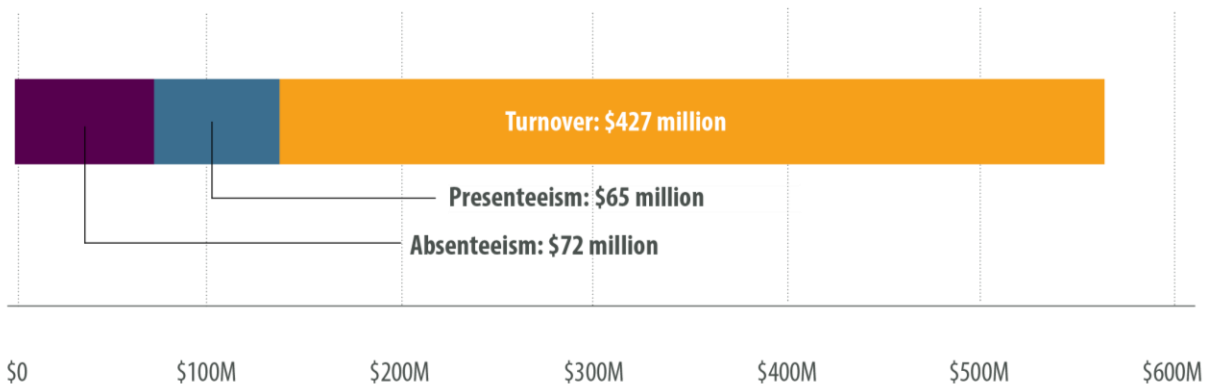 Turnover: $427 million
Presenteeism: $65 million
Absenteeism: $72 million
$0 $100M $200M $300M $400M $500M $600M